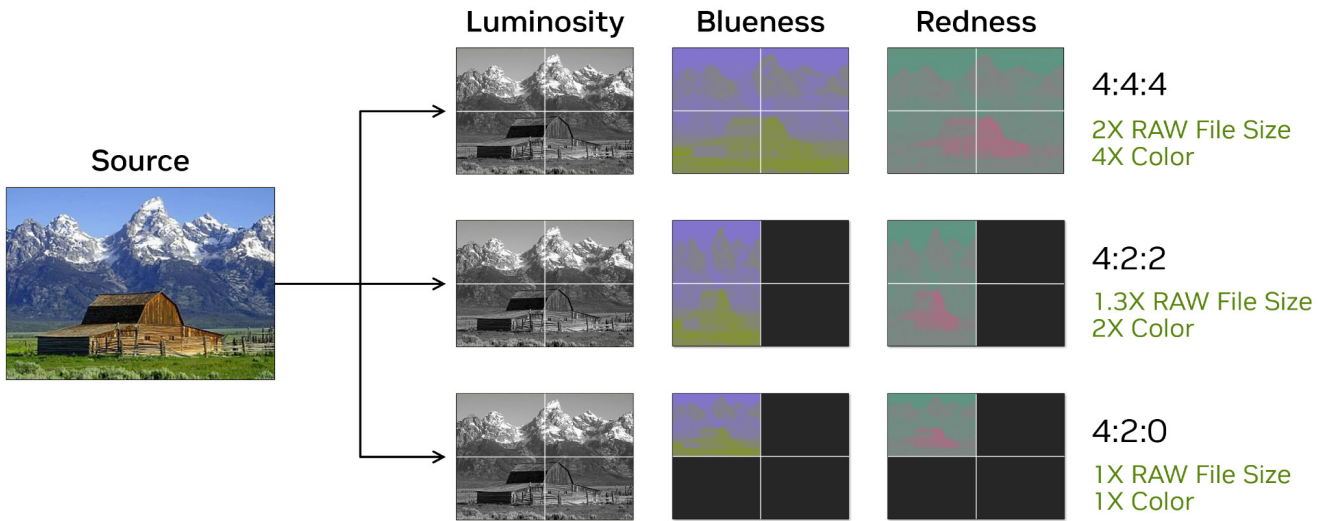 Luminosity
Blueness
Redness
4:4:4
2X RAW File Size
4X Color
Source
4:2:2
1.3X RAW File Size
2X Color
4:2:0
1X RAW File Size
1X Color